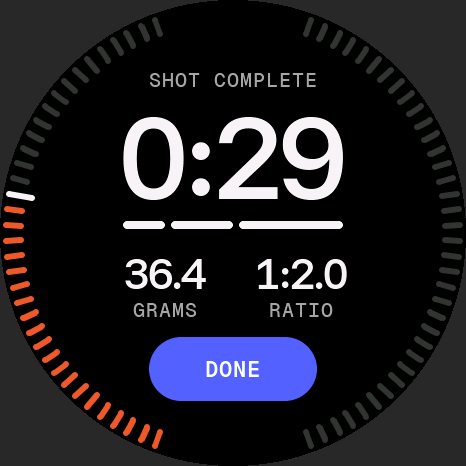 SHOT COMPLETE
0:29
36.4 1:2.0
GRAMS RATIO
DONE